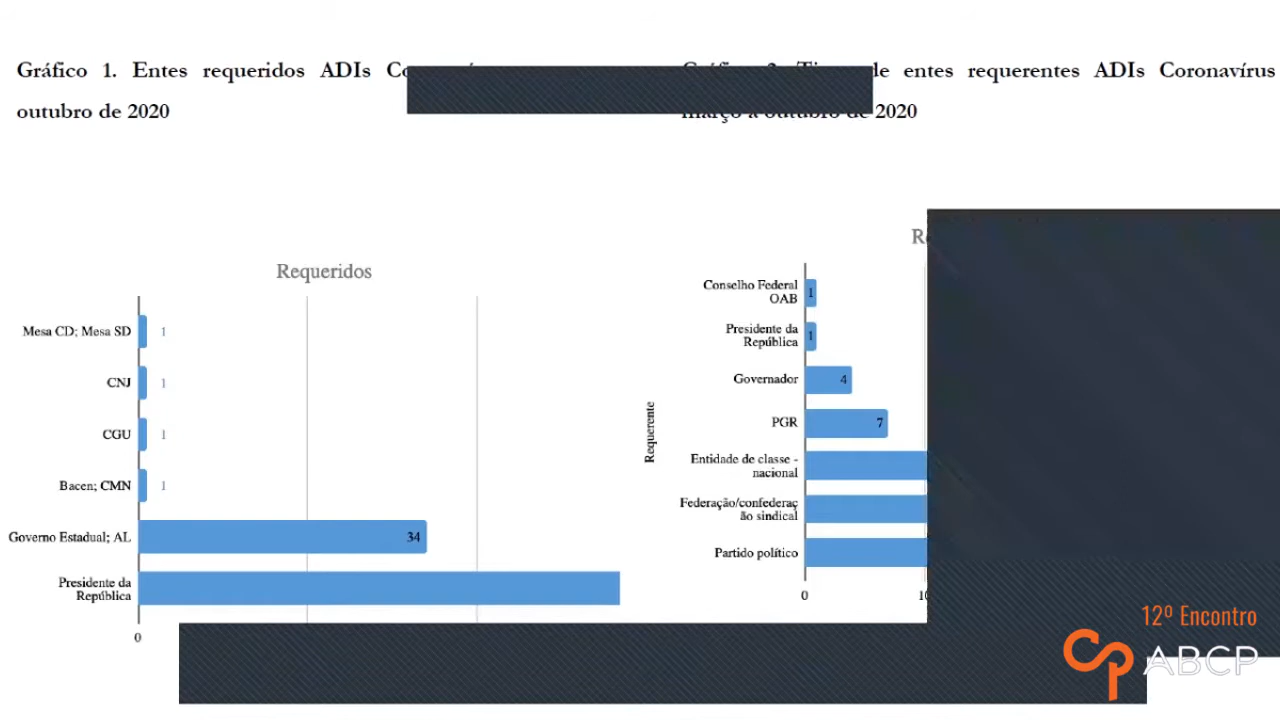 Gráfico 1. Entes requeridos ADIs
outubro de 2020
de entes requerentes ADIs Coronavírus
março a outubro de 2020
Requeridos
Mesa CD; Mesa SD 1
CNJ 1
CGU 1
Bacen; CMN 1
Governo Estadual; AL 34
Presidente da
República
0
Requerente
Conselho Federal
OAB 1
Presidente da
República 1
Governador 4
PGR 7
Entidade de classe -
nacional
Federação/confederaç
ão sindical
Partido político
0
12º Encontro
ABCP